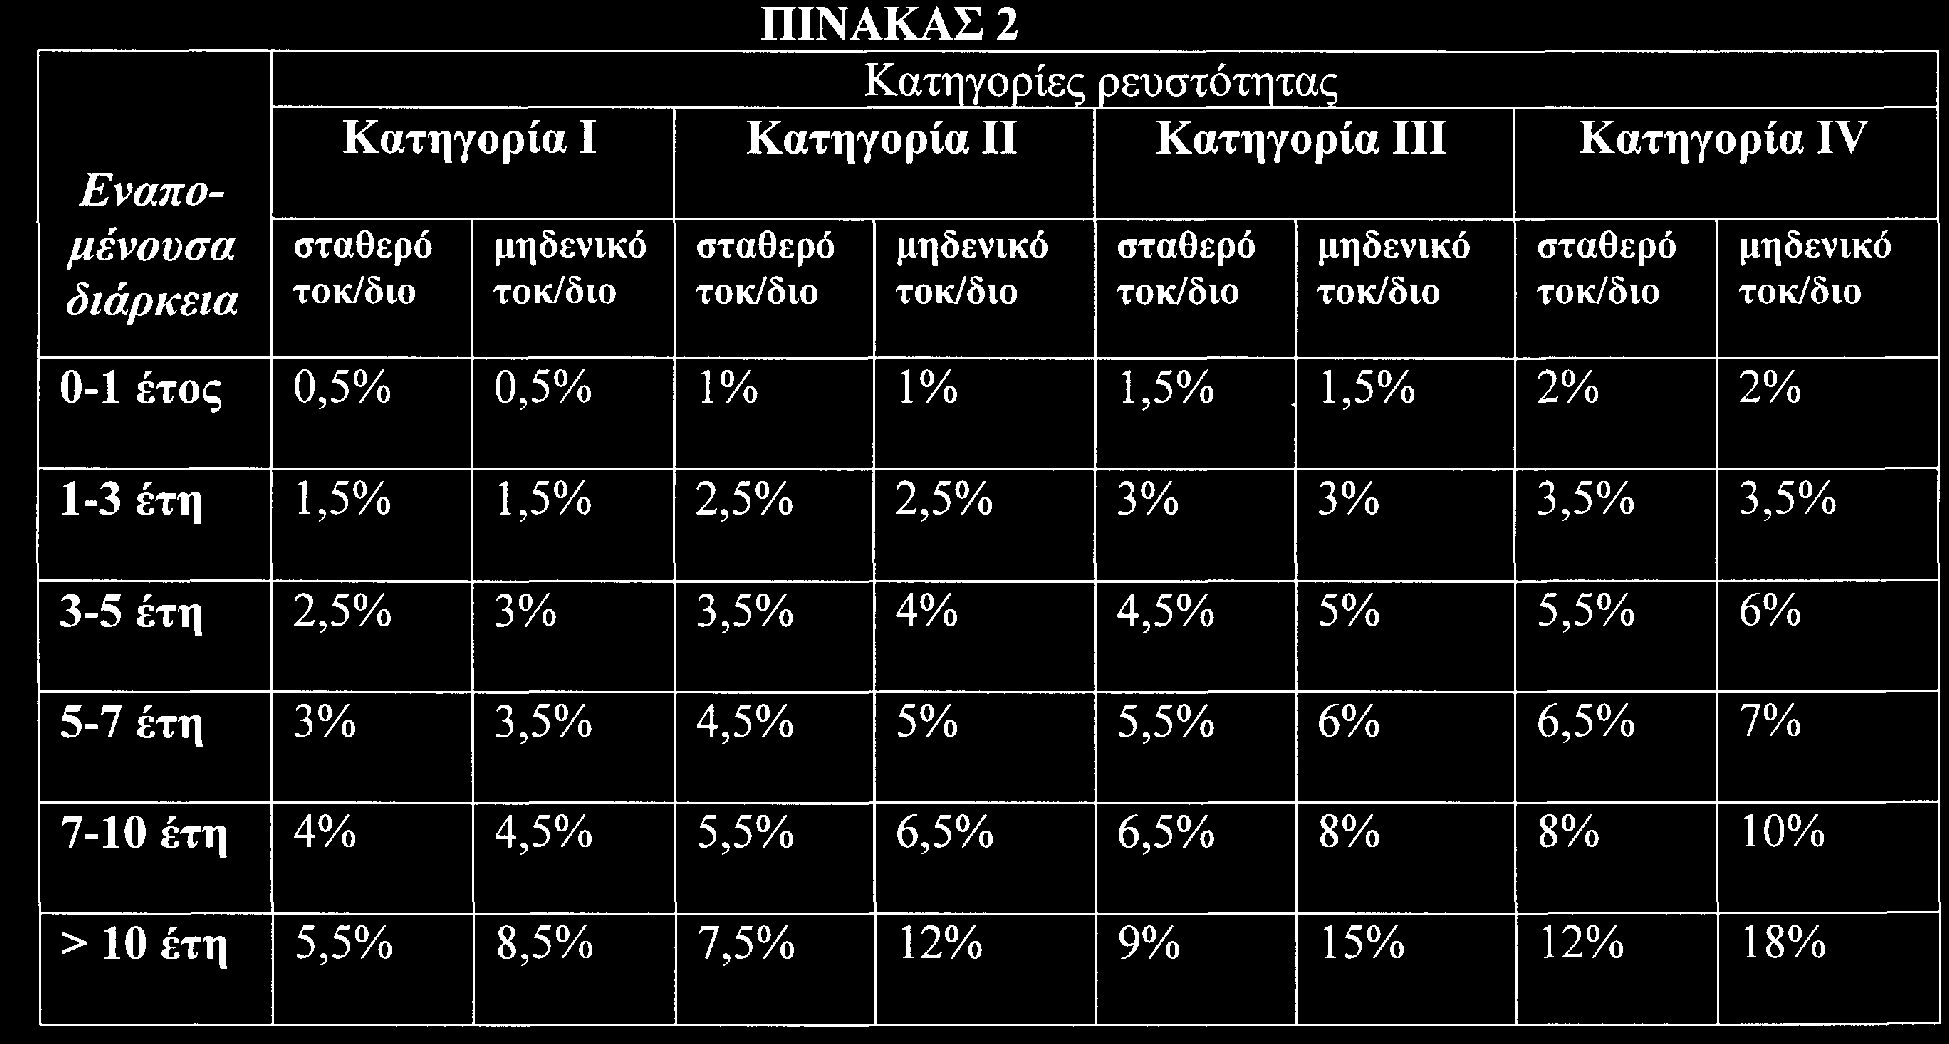 ΠΙΝΑΚΑΣ 2
Κατηγορίες ρευστότητας
Κατηγορία I Κατηγορία II Κατηγορία III Κατηγορία IV
Εναπο-
μένουσα
διάρκεια
σταθερό μηδενικό σταθερό μηδενικό σταθερό μηδενικό σταθερό μηδενικό
τοκ/διο τοκ/διο τοκ/διο τοκ/διο τοκ/διο τοκ/διο τοκ/διο τοκ/διο
0-1 έτος 0,5% 0,5% 1% 1% 1,5% 1,5% 2% 2%
1-3 έτη 1,5% 1,5% 2,5% 2,5% 3% 3% 3,5% 3,5%
3-5 έτη 2,5% 3% 3,5% 4% 4,5% 5% 5,5% 6%
5-7 έτη 3% 3,5% 4,5% 5% 5,5% 6% 6,5% 7%
7-10 έτη 4% 4,5% 5,5% 6,5% 6,5% 8% 8% 10%
> 10 έτη 5,5% 8,5% 7,5% 12% 9% 15% 12% 18%